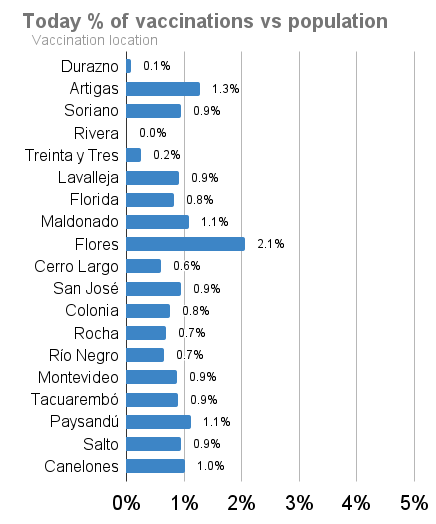 Today % of vaccinations vs population
Vaccination location
Durazno 0.1%
Artigas 1.3%
Soriano 0.9%
Rivera 0.0%
Treinta y Tres 0.2%
Lavalleja 0.9%
Florida 0.8%
Maldonado 1.1%
Flores 2.1%
Cerro Largo 0.6%
San José 0.9%
Colonia 0.8%
Rocha 0.7%
Río Negro 0.7%
Montevideo 0.9%
Tacuarembó 0.9%
Paysandú 1.1%
Salto 0.9%
Canelones 1.0%
0% 1% 2% 3% 4% 5%